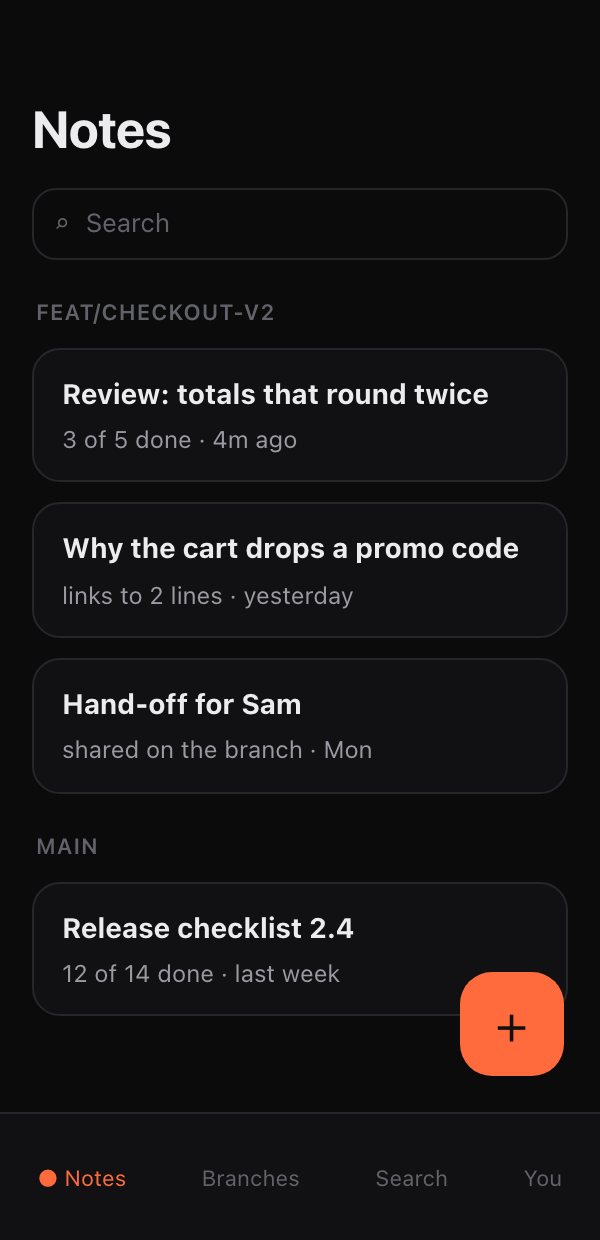 Notes
Search
FEAT/CHECKOUT-V2
Review: totals that round twice
3 of 5 done · 4m ago
Why the cart drops a promo code
links to 2 lines · yesterday
Hand-off for Sam
shared on the branch · Mon
MAIN
Release checklist 2.4
12 of 14 done · last week
+
Notes Branches Search You